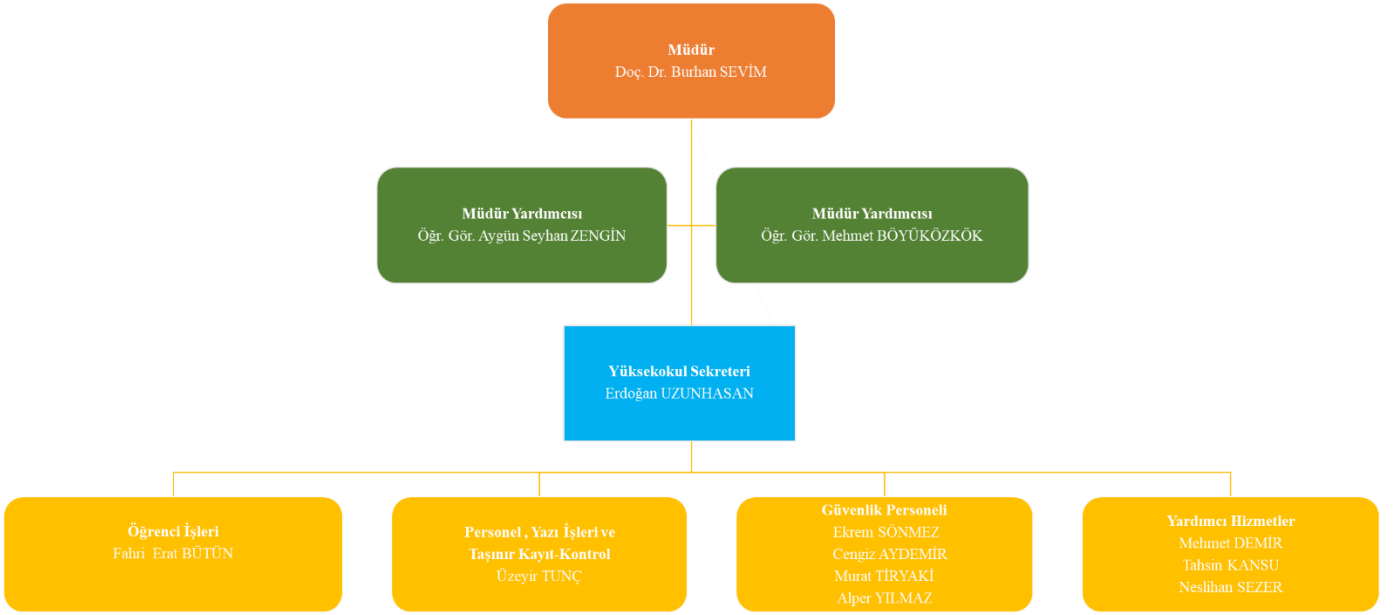 Müdür
Doç. Dr. Burhan SEVİM
Müdür Yardımcısı
Öğr. Gör. Aygün Seyhan ZENGİN
Müdür Yardımcısı
Öğr. Gör. Mehmet BÖYÜKÖZKÖK
Yüksekokul Sekreteri
Erdoğan UZUNHASAN
Öğrenci İşleri
Fahri Erat BÜTÜN
Personel , Yazı İşleri ve
Taşınır Kayıt-Kontrol
Üzeyir TUNÇ
Güvenlik Personeli
Ekrem SÖNMEZ
Cengiz AYDEMİR
Murat TİRYAKİ
Alper YILMAZ
Yardımcı Hizmetler
Mehmet DEMİR
Tahsin KANSU
Neslihan SEZER